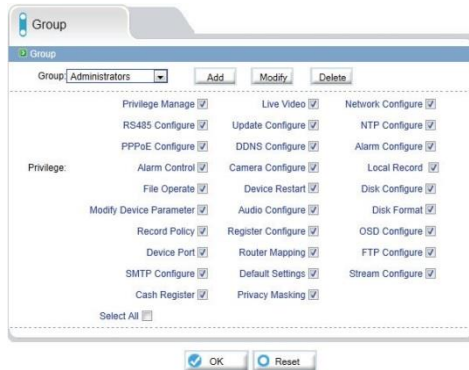 Group
Group
Group: Administrators Add Modify Delete
Privilege Manage Live Video Network Configure
RS485 Configure Update Configure NTP Configure
PPPoE Configure DDNS Configure Alarm Configure
Privilege: Alarm Control Camera Configure Local Record
File Operate Device Restart Disk Configure
Modify Device Parameter Audio Configure Disk Format
Record Policy Register Configure OSD Configure
Device Port Router Mapping FTP Configure
SMTP Configure Default Settings Stream Configure
Cash Register Privacy Masking
Select All
OK Reset